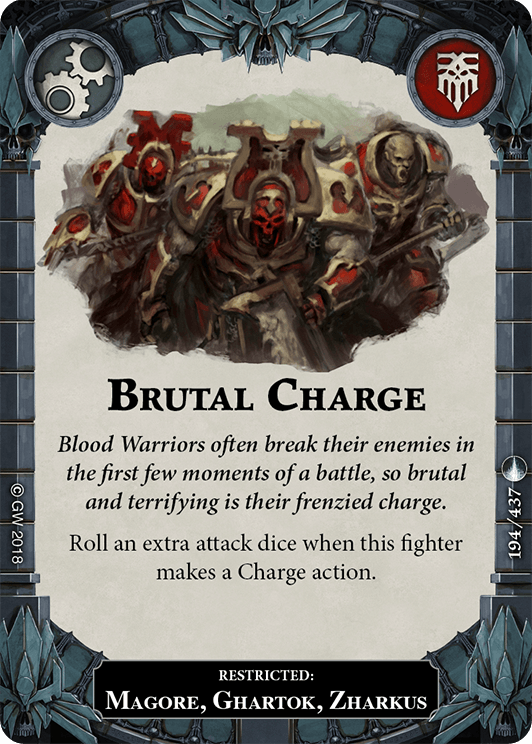 BRUTAL CHARGE
Blood Warriors often break their enemies in
the first few moments of a battle, so brutal
and terrifying is their frenzied charge.
Roll an extra attack dice when this fighter
makes a Charge action.
© GW 2018
194/437
RESTRICTED:
MAGORE, GHARTOK, ZHARKUS